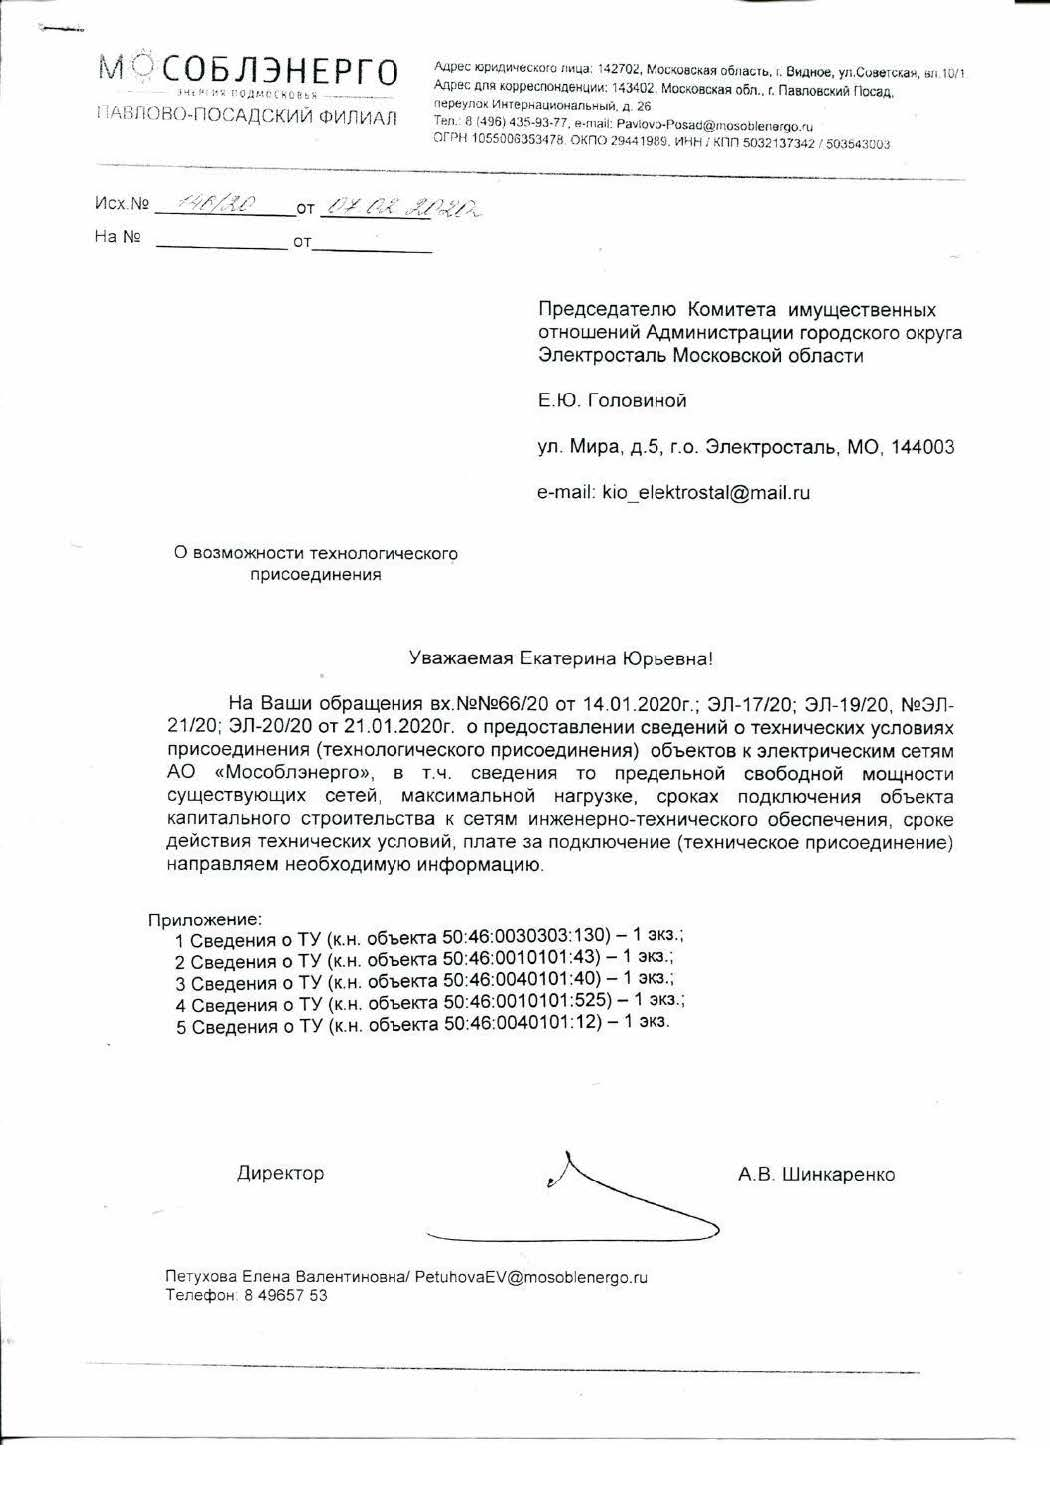 МОСОБЛЭНЕРГО
ЭНЕРГИЯ ПОДМОСКОВЬЯ
ПАВЛОВО-ПОСАДСКИЙ ФИЛИАЛ
Адрес юридического лица: 142702, Московская область, г. Видное, ул.Советская, вл.10/1
Адрес для корреспонденции: 143402, Московская обл., г. Павловский Посад,
переулок Интернациональный, д. 26
Тел.: 8 (496) 435-93-77, e-mail: Pavlovo-Posad@mosoblenergo.ru
ОГРН 1055006353478, ОКПО 29441989, ИНН / КПП 5032137342 / 503543003
Исх.№ 146/20 от 07 02 2020г
На № от
Председателю Комитета имущественных
отношений Администрации городского округа
Электросталь Московской области
Е.Ю. Головиной
ул. Мира, д.5, г.о. Электросталь, МО, 144003
e-mail: kio_elektrostal@mail.ru
О возможности технологического
присоединения
Уважаемая Екатерина Юрьевна!
На Ваши обращения вх.№№66/20 от 14.01.2020г.; ЭЛ-17/20; ЭЛ-19/20, №ЭЛ-
21/20; ЭЛ-20/20 от 21.01.2020г. о предоставлении сведений о технических условиях
присоединения (технологического присоединения) объектов к электрическим сетям
АО «Мособлэнерго», в т.ч. сведения то предельной свободной мощности
существующих сетей, максимальной нагрузке, сроках подключения объекта
капитального строительства к сетям инженерно-технического обеспечения, сроке
действия технических условий, плате за подключение (техническое присоединение)
направляем необходимую информацию.
Приложение:
1 Сведения о ТУ (к.н. объекта 50:46:0030303:130) – 1 экз.;
2 Сведения о ТУ (к.н. объекта 50:46:0010101:43) – 1 экз.;
3 Сведения о ТУ (к.н. объекта 50:46:0040101:40) – 1 экз.;
4 Сведения о ТУ (к.н. объекта 50:46:0010101:525) – 1 экз.;
5 Сведения о ТУ (к.н. объекта 50:46:0040101:12) – 1 экз.
Директор А.В. Шинкаренко
Петухова Елена Валентиновна/ PetuhovaEV@mosoblenergo.ru
Телефон: 8 49657 53